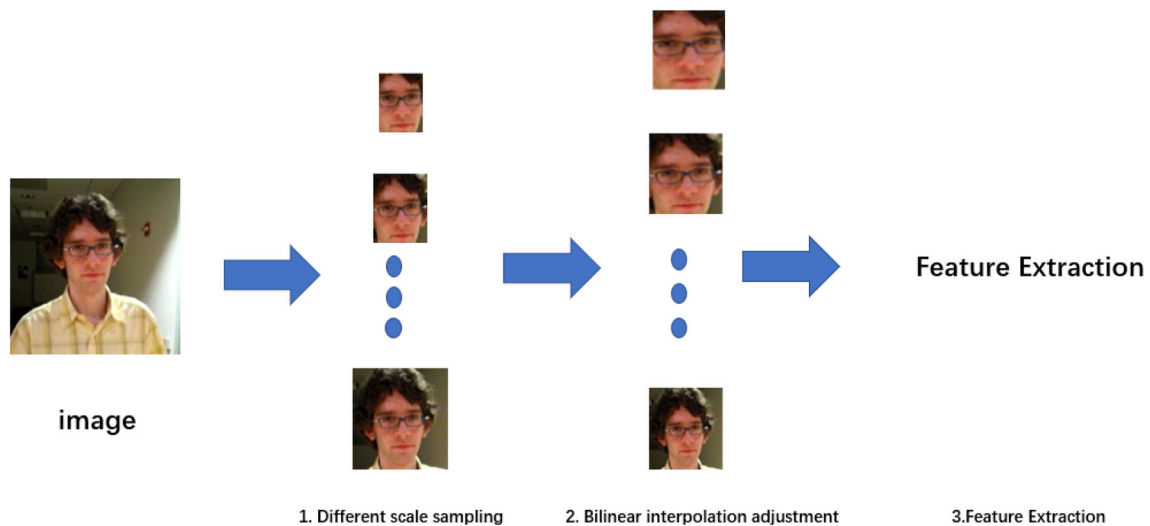 Feature Extraction
image
1. Different scale sampling
2. Bilinear interpolation adjustment
3.Feature Extraction